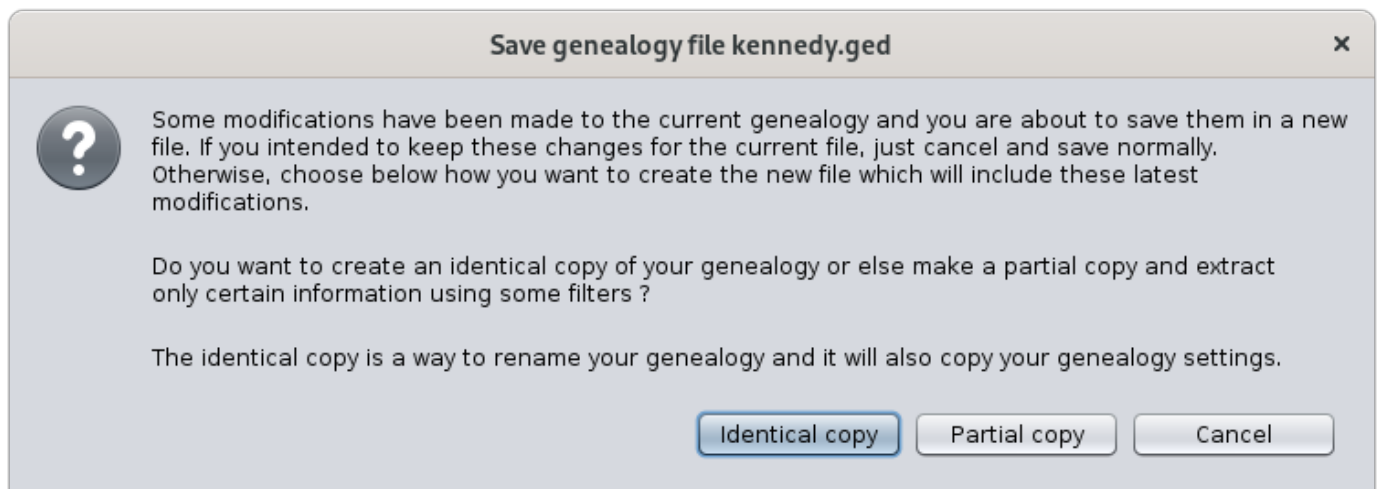 Save genealogy file kennedy.ged
Some modifications have been made to the current genealogy and you are about to save them in a new
file. If you intended to keep these changes for the current file, just cancel and save normally.
Otherwise, choose below how you want to create the new file which will include these latest
modifications.
Do you want to create an identical copy of your genealogy or else make a partial copy and extract
only certain information using some filters ?
The identical copy is a way to rename your genealogy and it will also copy your genealogy settings.
Identical copy Partial copy Cancel